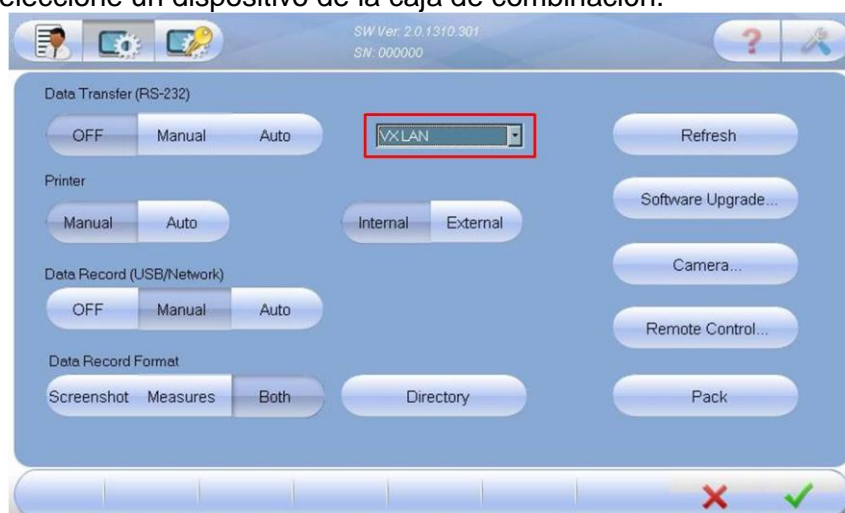 eleccione un dispositivo de la caja de combinación.
SW Ver: 2.0.1310.301
SN: 000000
?
Data Transfer (RS-232)
OFF Manual Auto VXLAN Refresh
Printer
Software Upgrade...
Manual Auto Internal External
Camera...
Data Record (USB/Network)
OFF Manual Auto
Remote Control...
Data Record Format
Screenshot Measures Both Directory Pack